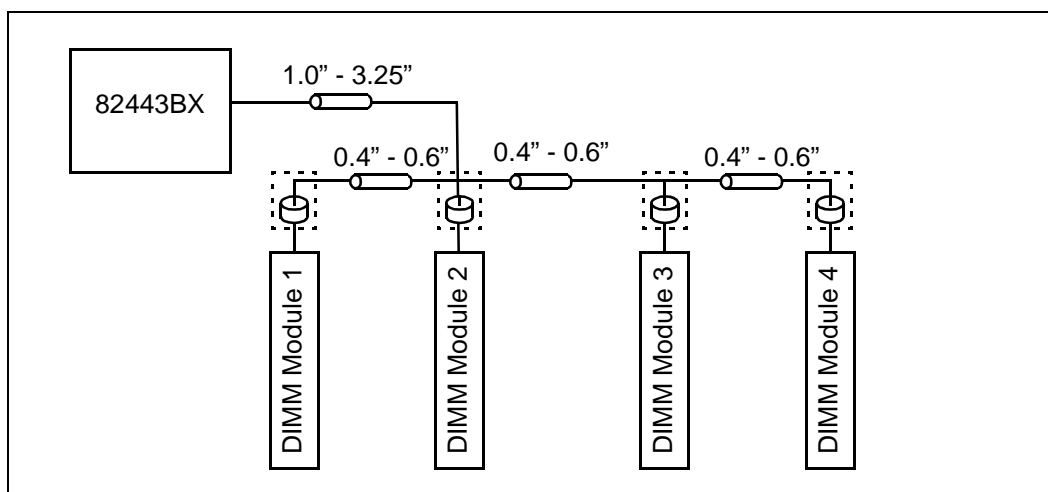 1.0” - 3.25”
82443BX
0.4” - 0.6”
0.4” - 0.6”
0.4” - 0.6”
DIMM Module 1
DIMM Module 2
DIMM Module 3
DIMM Module 4